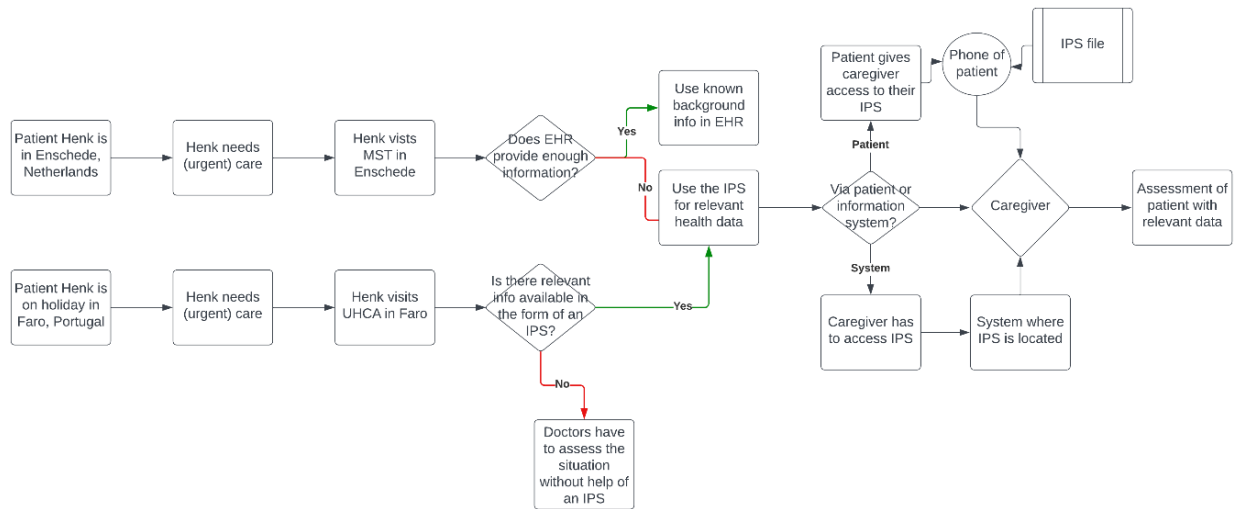 Patient Henk is
in Enschede,
Netherlands
Henk needs
(urgent) care
Henk vists
MST in
Enschede
Does EHR
provide enough
information?
Yes
No
Use known
background
info in EHR
Use the IPS
for relevant
health data
Via patient or
information
system?
Patient
System
Patient gives
caregiver
access to their
IPS
Phone of
patient
IPS file
Caregiver
Assessment of
patient with
relevant data
Caregiver has
to access IPS
System where
IPS is located
Patient Henk is
on holiday in
Faro, Portugal
Henk needs
(urgent) care
Henk visits
UHCA in Faro
Is there relevant
info available in
the form of an
IPS?
Yes
No
Doctors have
to assess the
situation
without help of
an IPS